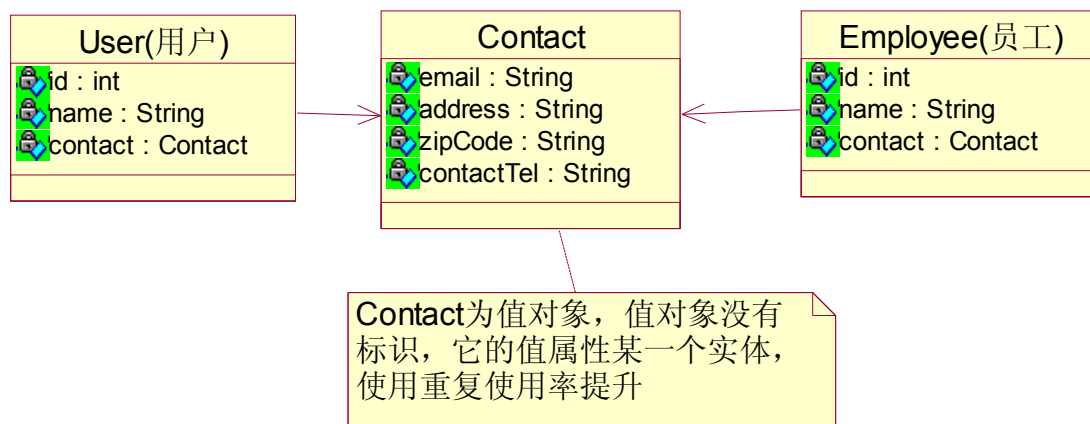 User(用户)
id : int
name : String
contact : Contact
Contact
email : String
address : String
zipCode : String
contactTel : String
Employee(员工)
id : int
name : String
contact : Contact
Contact为值对象，值对象没有
标识，它的值属性某一个实体，
使用重复使用率提升